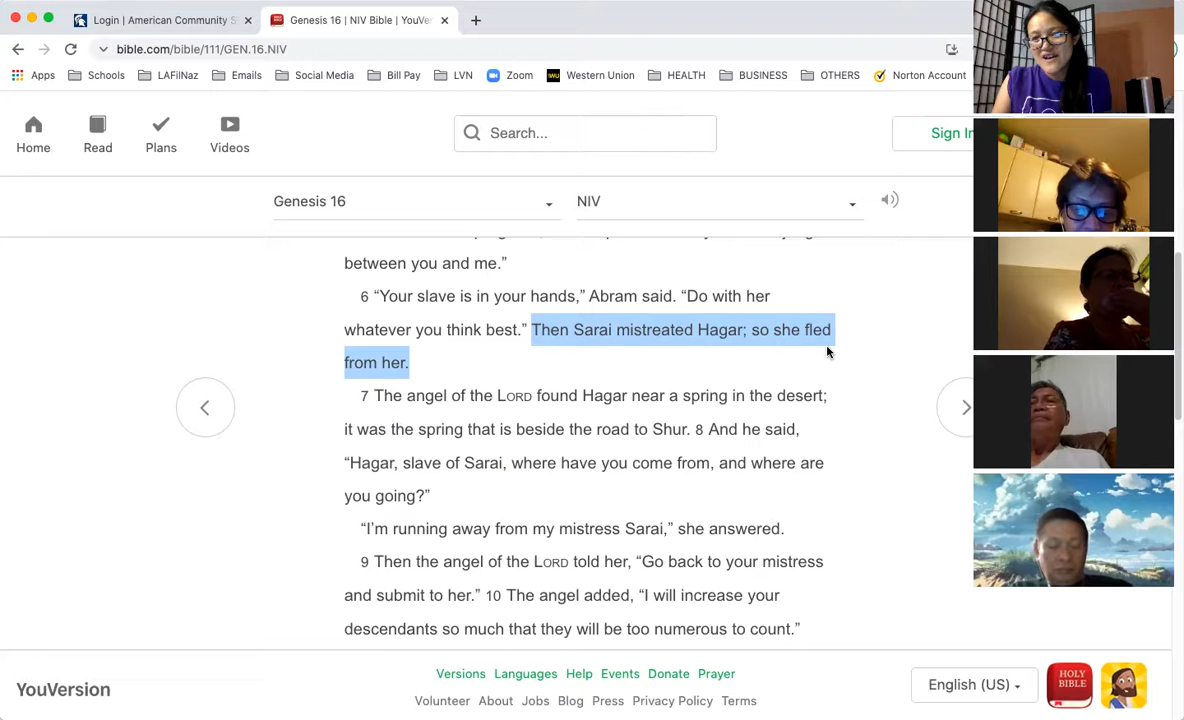 Login | American Community S
Genesis 16 | NIV Bible | YouVe
bible.com/bible/111/GEN.16.NIV
Apps Schools LAFilNaz Emails Social Media Bill Pay LVN Zoom WU Western Union HEALTH BUSINESS OTHERS Norton Account
Home Read Plans Videos
Search...
Sign In
Genesis 16
NIV
between you and me.”
6 “Your slave is in your hands,” Abram said. “Do with her
whatever you think best.” Then Sarai mistreated Hagar; so she fled
from her.
7 The angel of the LORD found Hagar near a spring in the desert;
it was the spring that is beside the road to Shur. 8 And he said,
“Hagar, slave of Sarai, where have you come from, and where are
you going?”
“I’m running away from my mistress Sarai,” she answered.
9 Then the angel of the LORD told her, “Go back to your mistress
and submit to her.” 10 The angel added, “I will increase your
descendants so much that they will be too numerous to count.”
YouVersion
Versions Languages Help Events Donate Prayer
Volunteer About Jobs Blog Press Privacy Policy Terms
English (US)
HOLY
BIBLE